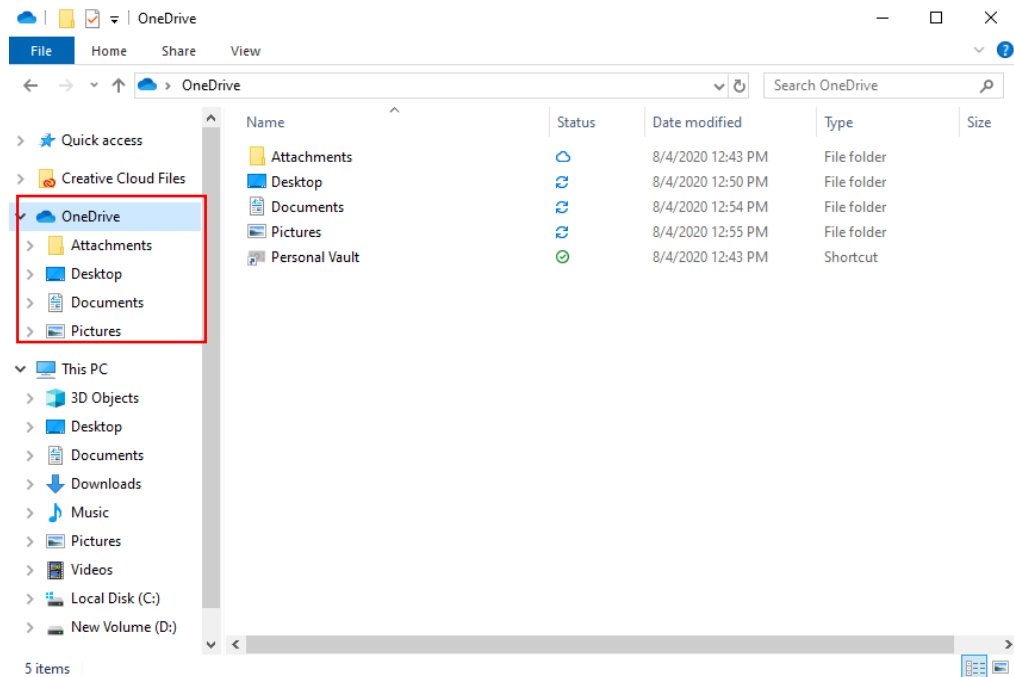 OneDrive
File Home Share View
OneDrive
Search OneDrive
Quick access
Creative Cloud Files
OneDrive
Attachments
Desktop
Documents
Pictures
This PC
3D Objects
Desktop
Documents
Downloads
Music
Pictures
Videos
Local Disk (C:)
New Volume (D:)
Name Status Date modified Type Size
Attachments 8/4/2020 12:43 PM File folder
Desktop 8/4/2020 12:50 PM File folder
Documents 8/4/2020 12:54 PM File folder
Pictures 8/4/2020 12:55 PM File folder
Personal Vault 8/4/2020 12:43 PM Shortcut
5 items